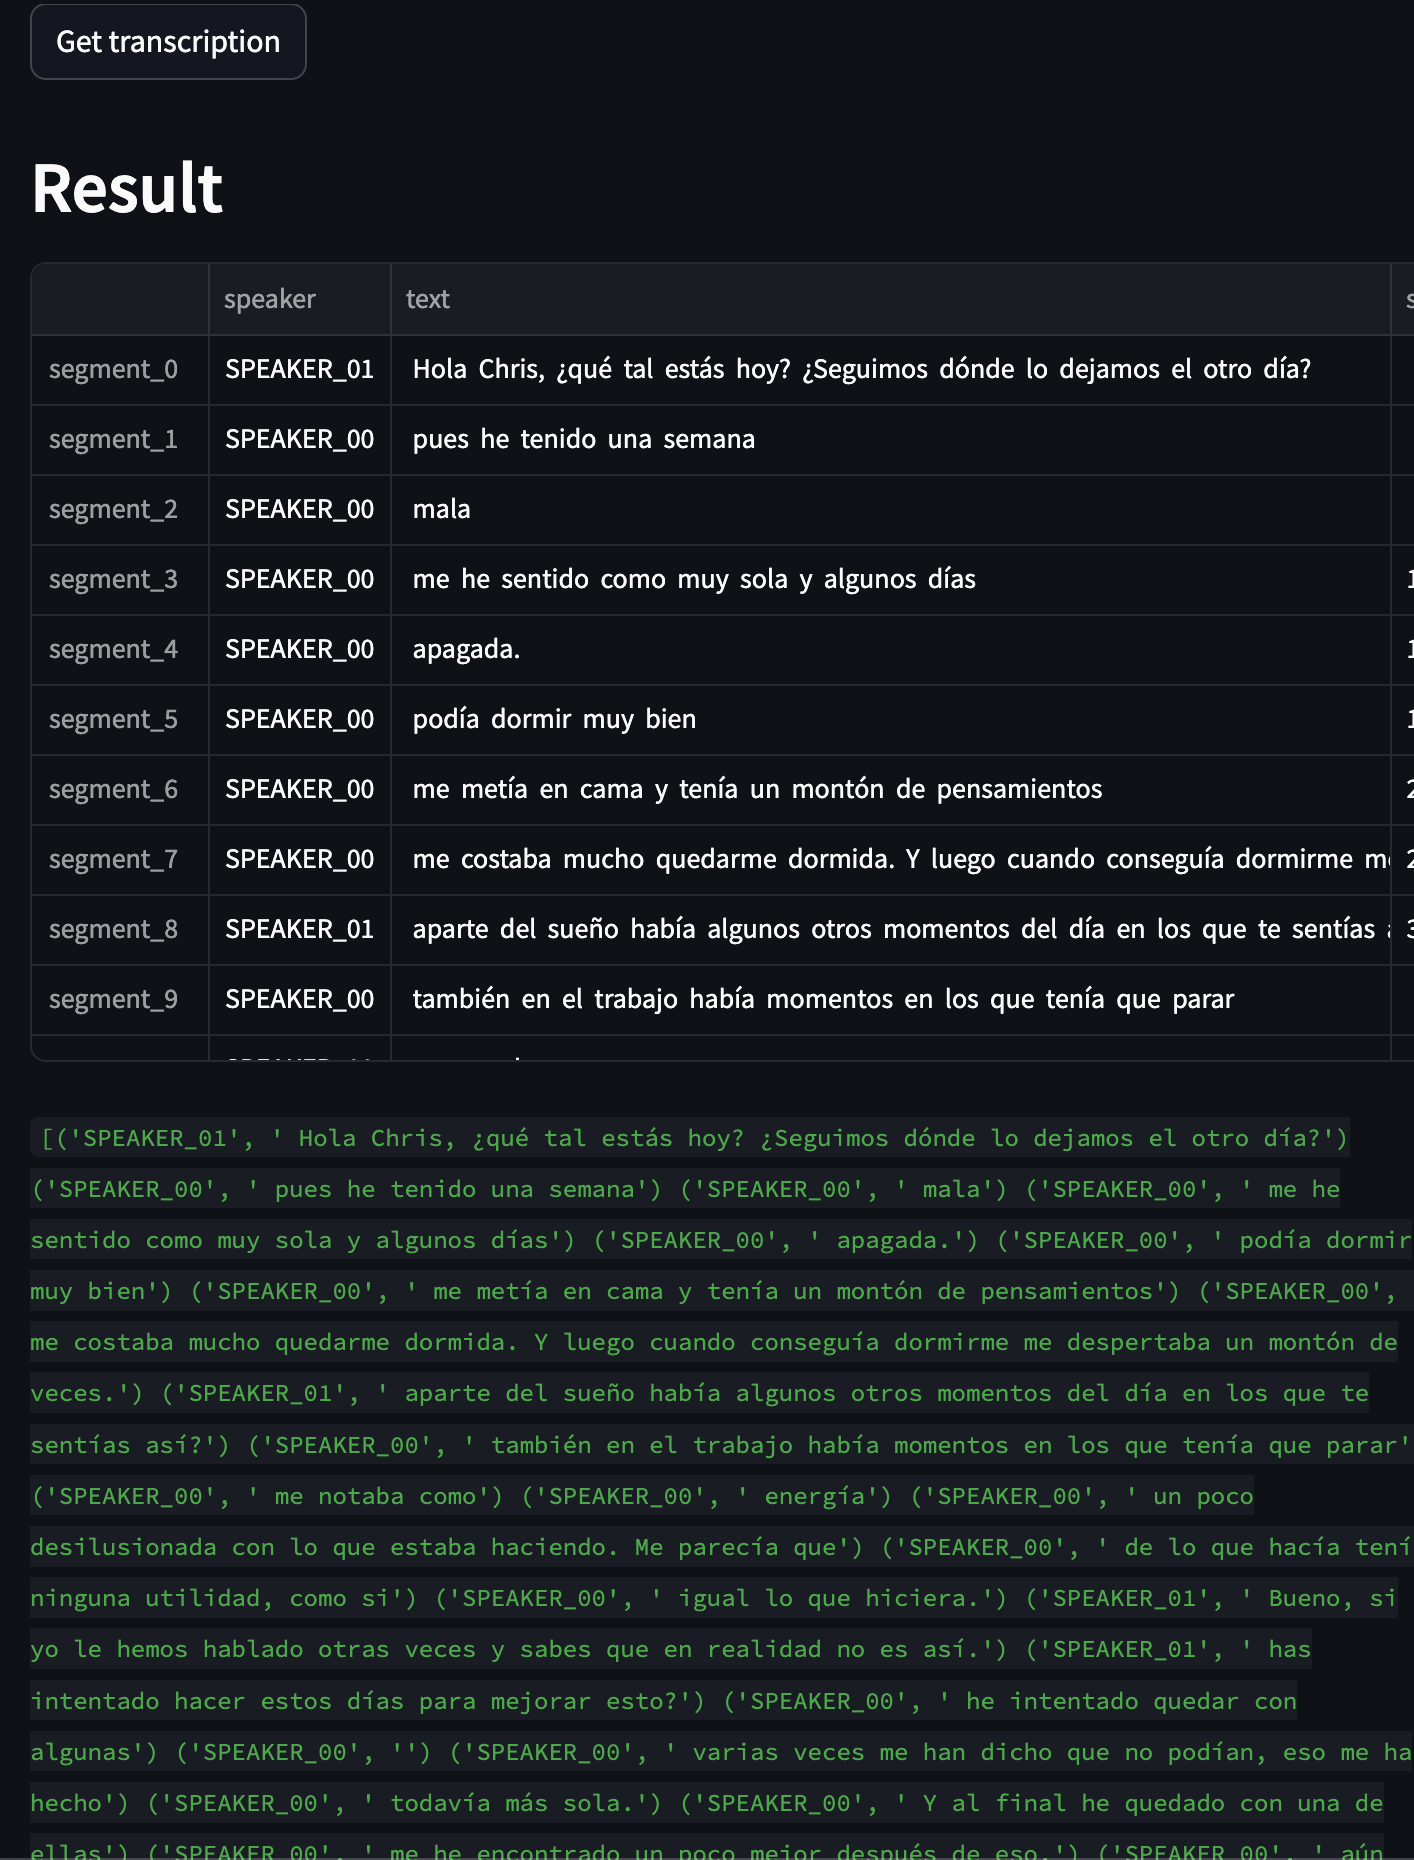 Get transcription
Result
speaker text
segment_0 SPEAKER_01 Hola Chris, ¿qué tal estás hoy? ¿Seguimos dónde lo dejamos el otro día?
segment_1 SPEAKER_00 pues he tenido una semana
segment_2 SPEAKER_00 mala
segment_3 SPEAKER_00 me he sentido como muy sola y algunos días
segment_4 SPEAKER_00 apagada.
segment_5 SPEAKER_00 podía dormir muy bien
segment_6 SPEAKER_00 me metía en cama y tenía un montón de pensamientos
segment_7 SPEAKER_00 me costaba mucho quedarme dormida. Y luego cuando conseguía dormirme
segment_8 SPEAKER_01 aparte del sueño había algunos otros momentos del día en los que te sentías
segment_9 SPEAKER_00 también en el trabajo había momentos en los que tenía que parar
[('SPEAKER_01', ' Hola Chris, ¿qué tal estás hoy? ¿Seguimos dónde lo dejamos el otro día?')
('SPEAKER_00', ' pues he tenido una semana') ('SPEAKER_00', ' mala') ('SPEAKER_00', ' me he
sentido como muy sola y algunos días') ('SPEAKER_00', ' apagada.') ('SPEAKER_00', ' podía dormir
muy bien') ('SPEAKER_00', ' me metía en cama y tenía un montón de pensamientos') ('SPEAKER_00',
me costaba mucho quedarme dormida. Y luego cuando conseguía dormirme me despertaba un montón de
veces.') ('SPEAKER_01', ' aparte del sueño había algunos otros momentos del día en los que te
sentías así?') ('SPEAKER_00', ' también en el trabajo había momentos en los que tenía que parar'
('SPEAKER_00', ' me notaba como') ('SPEAKER_00', ' energía') ('SPEAKER_00', ' un poco
desilusionada con lo que estaba haciendo. Me parecía que') ('SPEAKER_00', ' de lo que hacía tení
ninguna utilidad, como si') ('SPEAKER_00', ' igual lo que hiciera.') ('SPEAKER_01', ' Bueno, si
yo le hemos hablado otras veces y sabes que en realidad no es así.') ('SPEAKER_01', ' has
intentado hacer estos días para mejorar esto?') ('SPEAKER_00', ' he intentado quedar con
algunas') ('SPEAKER_00', '') ('SPEAKER_00', ' varias veces me han dicho que no podían, eso me ha
hecho') ('SPEAKER_00', ' todavía más sola.') ('SPEAKER_00', ' Y al final he quedado con una de
ellas') ('SPEAKER_00', ' me he encontrado un poco mejor después de eso.') ('SPEAKER_00', ' aún